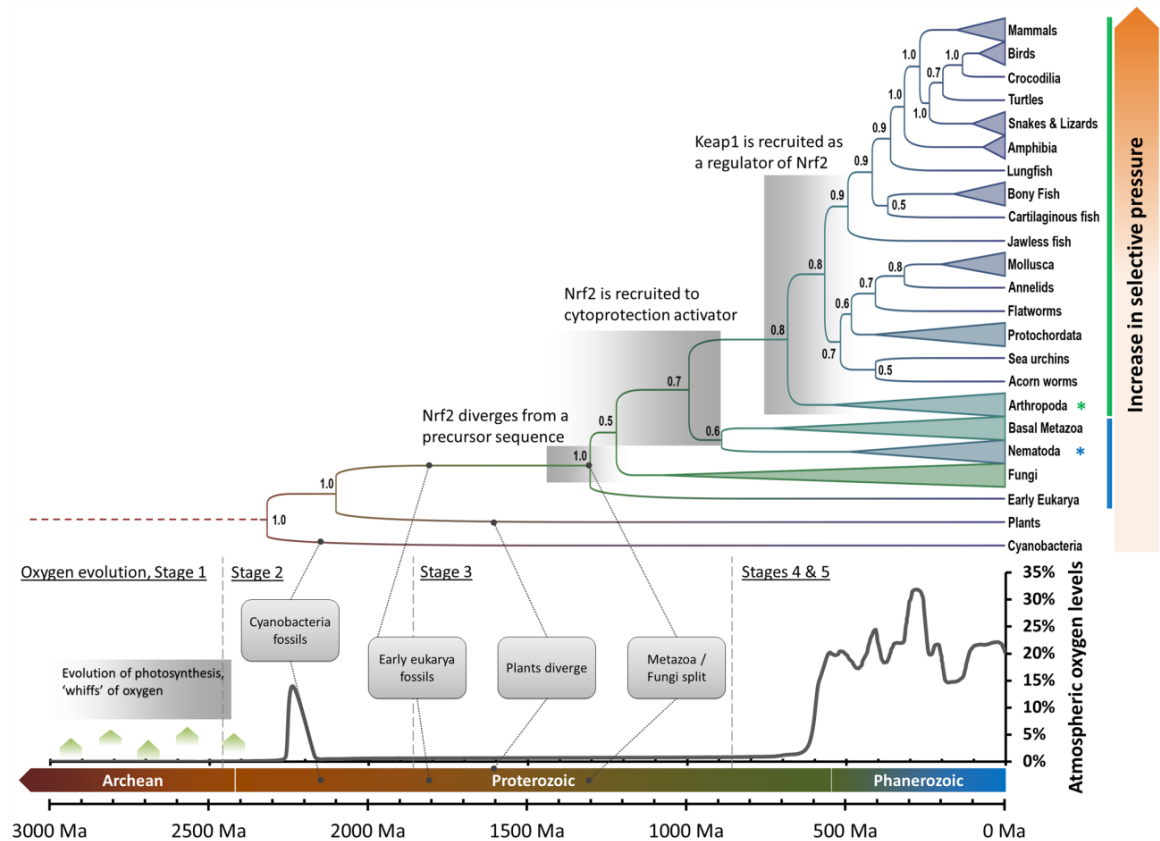 Mammals
1.0
1.0
Birds
0.7
Crocodilia
1.0
Turtles
1.0
Snakes & Lizards
0.9
Keap1 is recruited as
a regulator of Nrf2
Amphibia
0.9
Lungfish
0.9
Bony Fish
0.5
Cartilaginous fish
Jawless fish
0.8
0.8
Mollusca
0.7
Annelids
Nrf2 is recruited to
cytoprotection activator
0.6
Flatworms
0.8
Protochordata
0.7
Sea urchins
0.5
Acorn worms
0.7
Arthropoda *
Nrf2 diverges from a
precursor sequence
0.5
0.6
Basal Metazoa
1.0
Nematoda *
Fungi
1.0
Early Eukarya
1.0
Plants
Cyanobacteria
Increase in selective pressure
Oxygen evolution, Stage 1
Stage 2
Stage 3
Stages 4 & 5
35%
30%
25%
20%
15%
10%
5%
0%
Atmospheric oxygen levels
Cyanobacteria
fossils
Early eukarya
fossils
Plants diverge
Metazoa /
Fungi split
Evolution of photosynthesis,
‘whiffs’ of oxygen
Archean
Proterozoic
Phanerozoic
3000 Ma
2500 Ma
2000 Ma
1500 Ma
1000 Ma
500 Ma
0 Ma